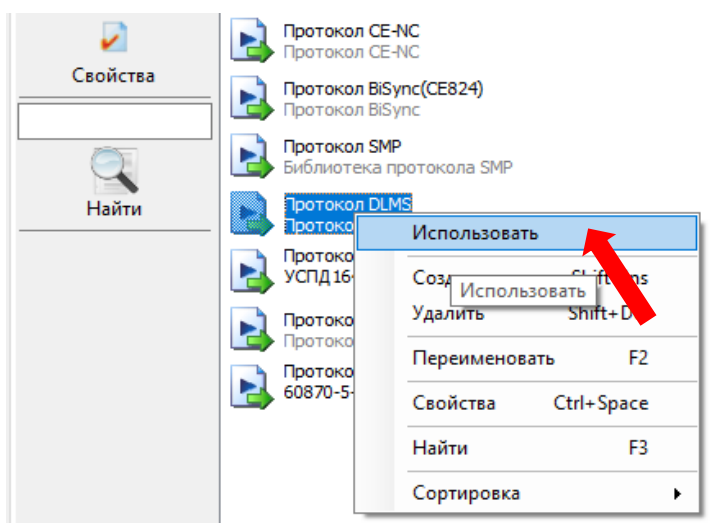 Свойства
Найти
Протокол CE-NC
Протокол CE-NC
Протокол BiSync(CE824)
Протокол BiSync
Протокол SMP
Библиотека протокола SMP
Протокол DLMS
Использовать
Использовать
Удалить
Переименовать F2
Свойства Ctrl+Space
Найти F3
Сортировка